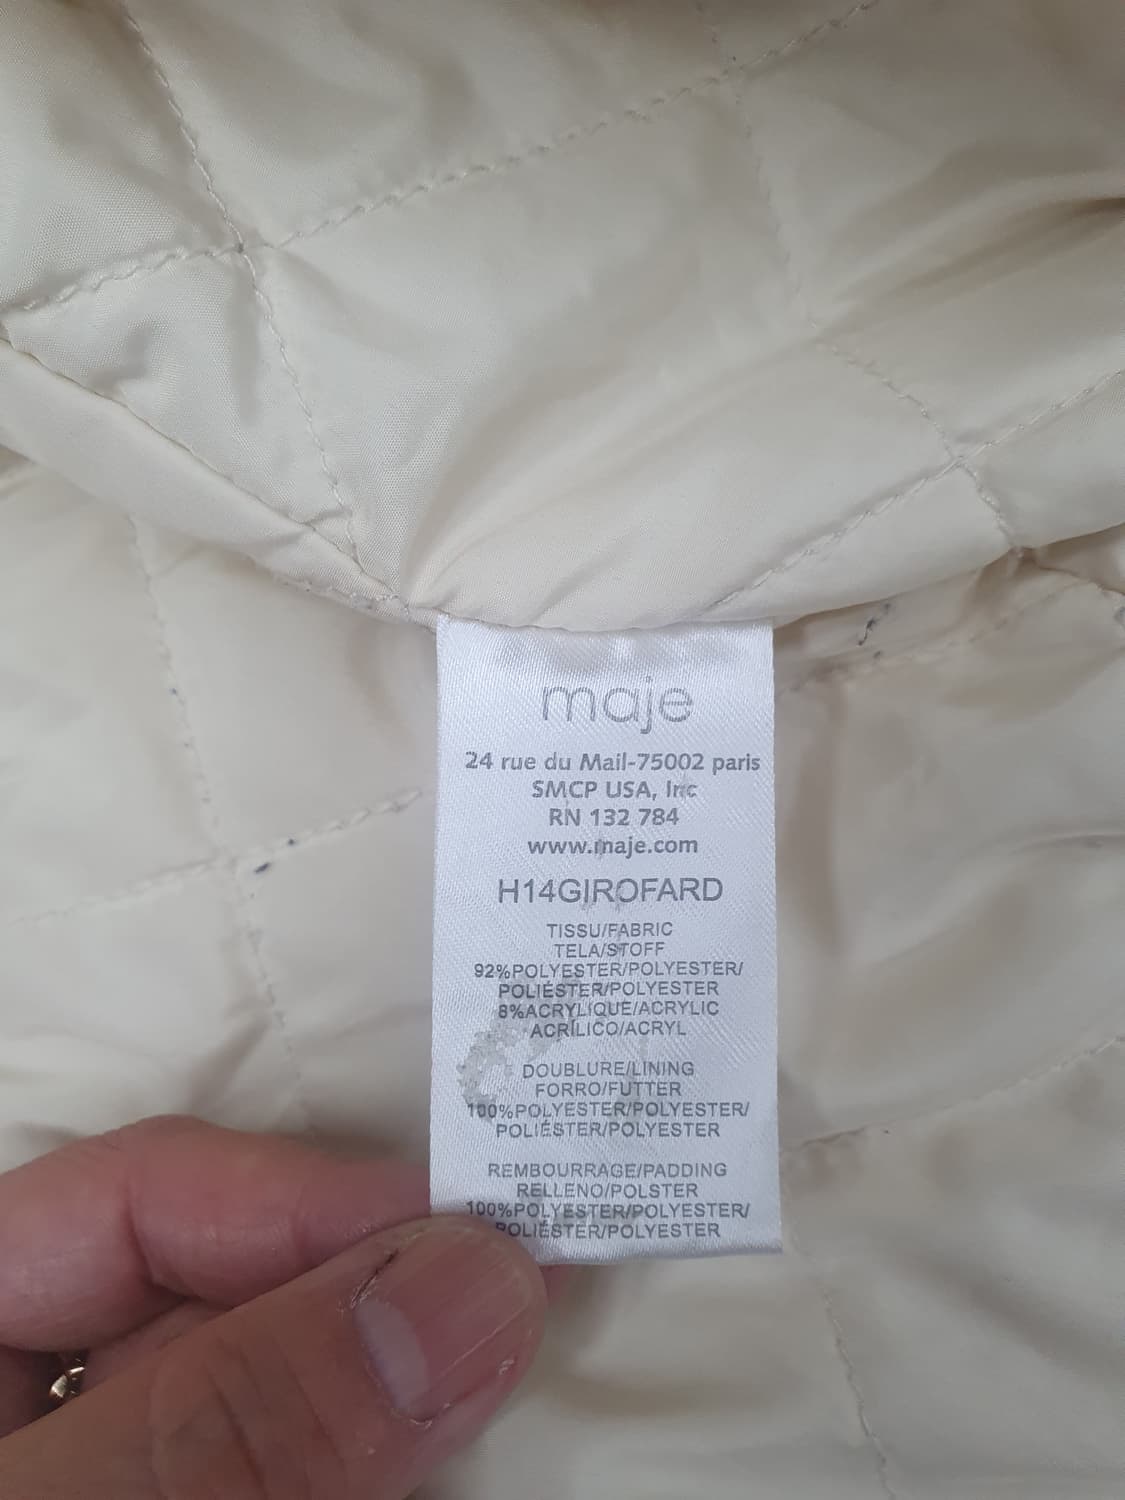 maje
24 rue du Mail-75002 paris
SMCP USA, Inc
RN 132 784
www.maje.com
H14GIROFARD
TISSU/FABRIC
TELA/STOFF
92%POLYESTER/POLYESTER/
POLIÉSTER/POLYESTER
8%ACRYLIQUE/ACRYLIC
ACRÍLICO/ACRYL
DOUBLURE/LINING
FORRO/FUTTER
100%POLYESTER/POLYESTER/
POLIÉSTER/POLYESTER
REMBOURRAGE/PADDING
RELLENO/POLSTER
100%POLYESTER/POLYESTER/
POLIÉSTER/POLYESTER